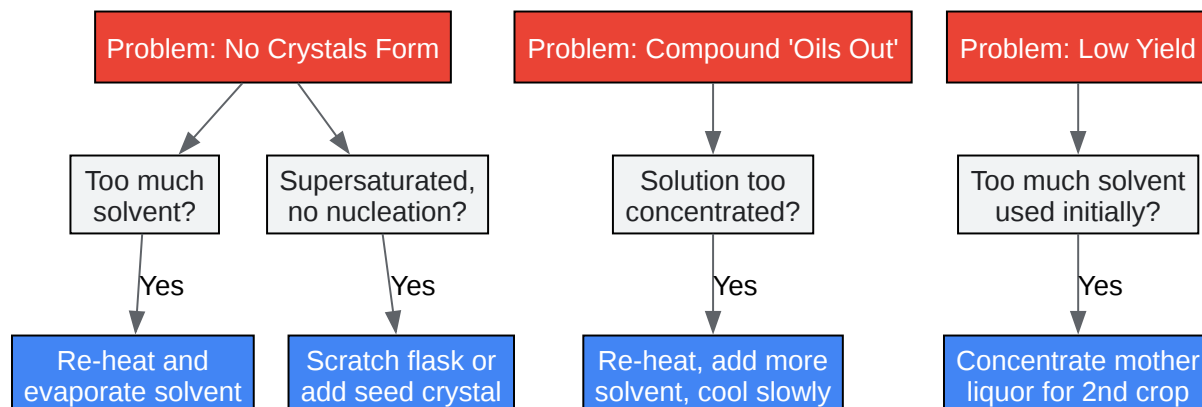 Problem: No Crystals Form
Problem: Compound 'Oils Out'
Problem: Low Yield
Too much
solvent?
Supersaturated,
no nucleation?
Solution too
concentrated?
Too much solvent
used initially?
Yes
Yes
Yes
Yes
Re-heat and
evaporate solvent
Scratch flask or
add seed crystal
Re-heat, add more
solvent, cool slowly
Concentrate mother
liquor for 2nd crop